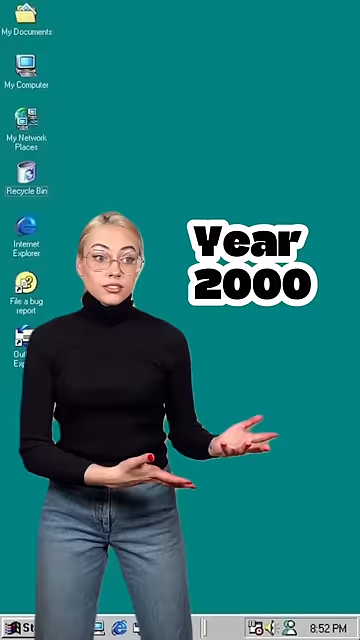 My Documents
My Computer
My Network
Places
Recycle Bin
Internet
Explorer
File a bug
report
Year
2000
8:52 PM